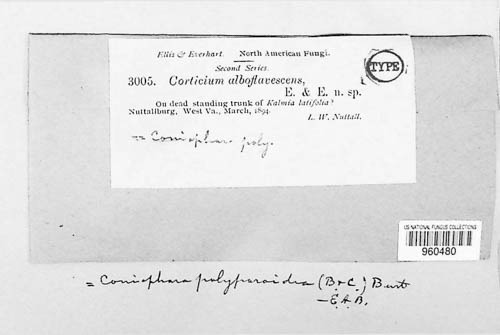 Ellis & Everhart. North American Fungi.
Second Series.
TYPE
3005. Corticium alboflavescens,
E. & E. n. sp.
On dead standing trunk of Kalmia latifolia?
Nuttallburg, West Va., March, 1894.
L. W. Nuttall.
= Coniophora poly.
US NATIONAL FUNGUS COLLECTIONS
960480
= Coniophora polyporoidea (B & C.) Burt
— E.A.B.